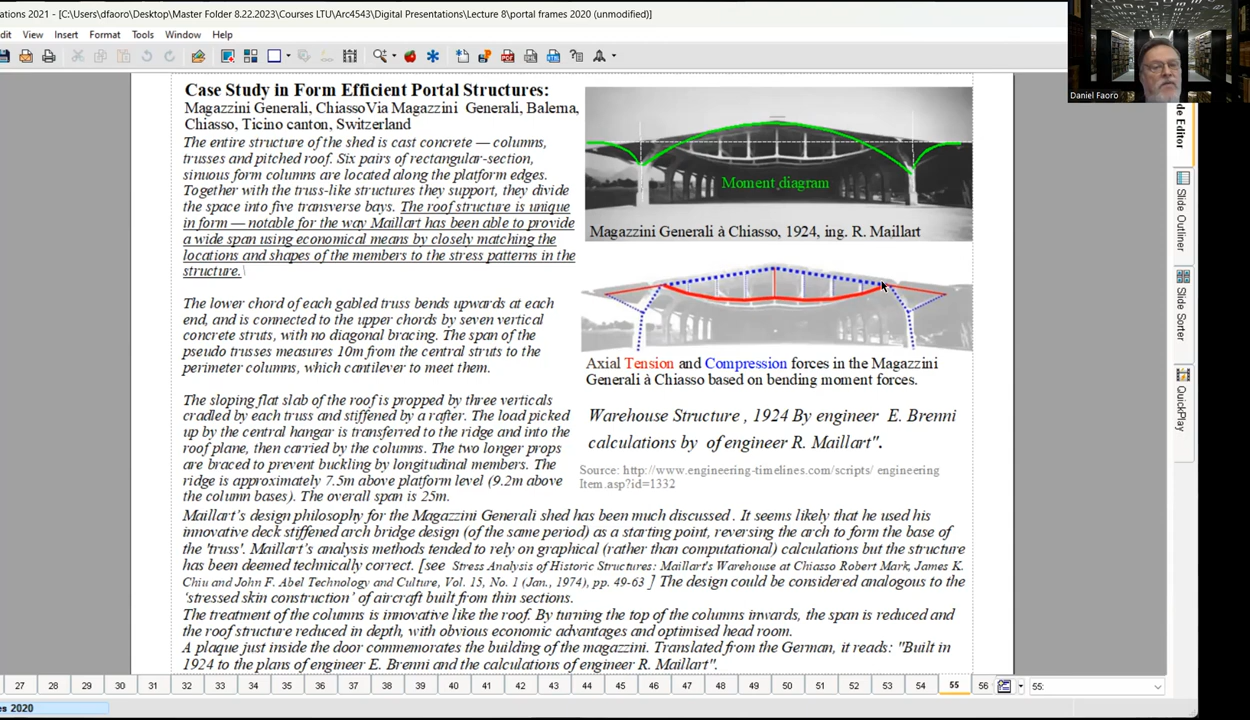 ations 2021 - [C:\Users\dfaoro\Desktop\Master Folder 8.22.2023\Courses LTU\Arc4543\Digital Presentations\Lecture 8\portal frames 2020 (unmodified)]
dit View Insert Format Tools Window Help
Daniel Faoro
Case Study in Form Efficient Portal Structures:
Magazzini Generali, ChiassoVia Magazzini Generali, Balerna,
Chiasso, Ticino canton, Switzerland
The entire structure of the shed is cast concrete — columns,
trusses and pitched roof. Six pairs of rectangular-section,
sinuous form columns are located along the platform edges.
Together with the truss-like structures they support, they divide
the space into five transverse bays. The roof structure is unique
in form — notable for the way Maillart has been able to provide
a wide span using economical means by closely matching the
locations and shapes of the members to the stress patterns in the
structure.\
The lower chord of each gabled truss bends upwards at each
end, and is connected to the upper chords by seven vertical
concrete struts, with no diagonal bracing. The span of the
pseudo trusses measures 10m from the central struts to the
perimeter columns, which cantilever to meet them.
The sloping flat slab of the roof is propped by three verticals
cradled by each truss and stiffened by a rafter. The load picked
up by the central hangar is transferred to the ridge and into the
roof plane, then carried by the columns. The two longer props
are braced to prevent buckling by longitudinal members. The
ridge is approximately 7.5m above platform level (9.2m above
the column bases). The overall span is 25m.
Moment diagram
Magazzini Generali à Chiasso, 1924, ing. R. Maillart
Axial Tension and Compression forces in the Magazzini
Generali à Chiasso based on bending moment forces.
Warehouse Structure , 1924 By engineer E. Brenni
calculations by of engineer R. Maillart".
Source: http://www.engineering-timelines.com/scripts/ engineering
Item.asp?id=1332
Maillart's design philosophy for the Magazzini Generali shed has been much discussed . It seems likely that he used his
innovative deck stiffened arch bridge design (of the same period) as a starting point, reversing the arch to form the base of
the 'truss'. Maillart's analysis methods tended to rely on graphical (rather than computational) calculations but the structure
has been deemed technically correct. [see Stress Analysis of Historic Structures: Maillart's Warehouse at Chiasso Robert Mark, James K.
Chiu and John F. Abel Technology and Culture, Vol. 15, No. 1 (Jan., 1974), pp. 49-63 ] The design could be considered analogous to the
'stressed skin construction' of aircraft built from thin sections.
The treatment of the columns is innovative like the roof. By turning the top of the columns inwards, the span is reduced and
the roof structure reduced in depth, with obvious economic advantages and optimised head room.
A plaque just inside the door commemorates the building of the magazzini. Translated from the German, it reads: "Built in
1924 to the plans of engineer E. Brenni and the calculations of engineer R. Maillart".
de Editor
Slide Outliner
Slide Sorter
QuickPlay
27 28 29 30 31 32 33 34 35 36 37 38 39 40 41 42 43 44 45 46 47 48 49 50 51 52 53 54 55 56 55:
es 2020